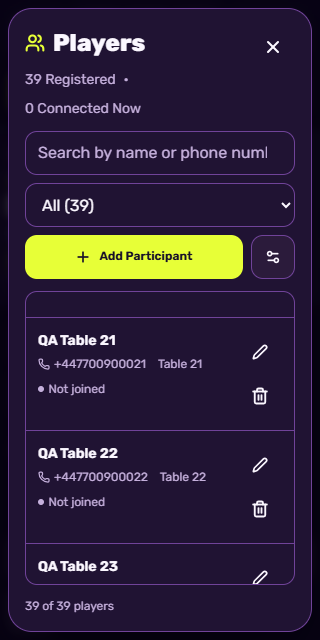 Players
39 Registered •
0 Connected Now
Search by name or phone numl
All (39)
+ Add Participant
QA Table 21
+447700900021 Table 21
Not joined
QA Table 22
+447700900022 Table 22
Not joined
QA Table 23
39 of 39 players